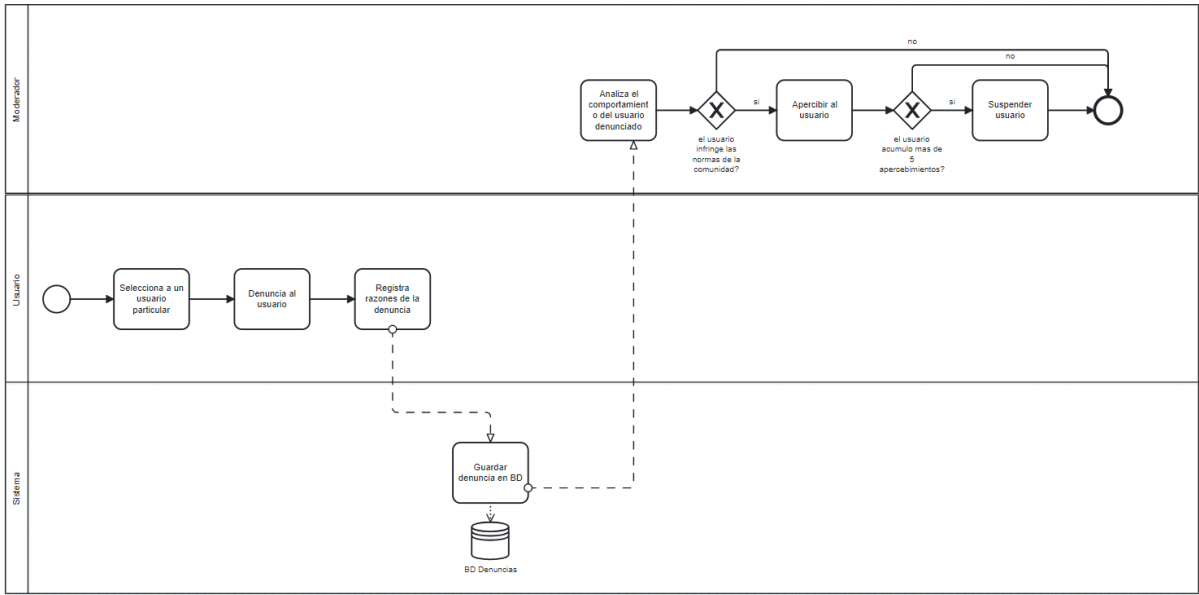 Moderador
no
no
Analiza el
comportamient
o del usuario
denunciado
si
Apercibir al
usuario
si
Suspender
usuario
el usuario
infringe las
normas de la
comunidad?
el usuario
acumulo mas de
5
apercebimientos?
Usuario
Selecciona a un
usuario
particular
Denuncia al
usuario
Registra
razones de la
denuncia
Sistema
Guardar
denuncia en BD
BD Denuncias